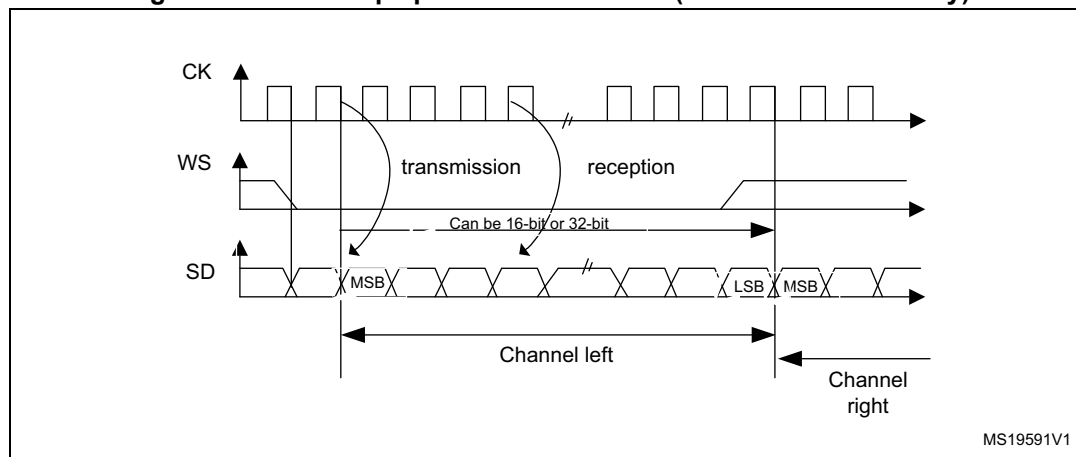 CK
WS
transmission
reception
Can be 16-bit or 32-bit
SD
MSB
LSB
MSB
Channel left
Channel
right
MS19591V1